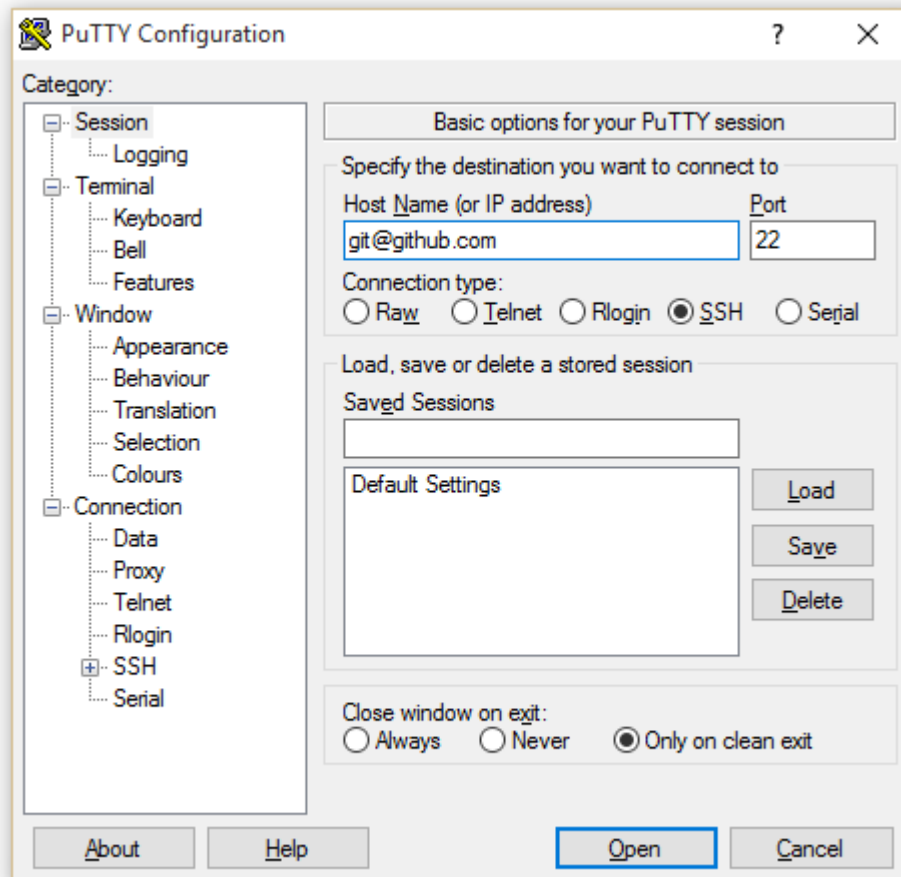 PuTTY Configuration
?
Category:
Session
Logging
Terminal
Keyboard
Bell
Features
Window
Appearance
Behaviour
Translation
Selection
Colours
Connection
Data
Proxy
Telnet
Rlogin
SSH
Serial
Basic options for your PuTTY session
Specify the destination you want to connect to
Host Name (or IP address) Port
git@github.com 22
Connection type:
Raw Telnet Rlogin SSH Serial
Load, save or delete a stored session
Saved Sessions
Default Settings
Load
Save
Delete
Close window on exit:
Always Never Only on clean exit
About Help Open Cancel